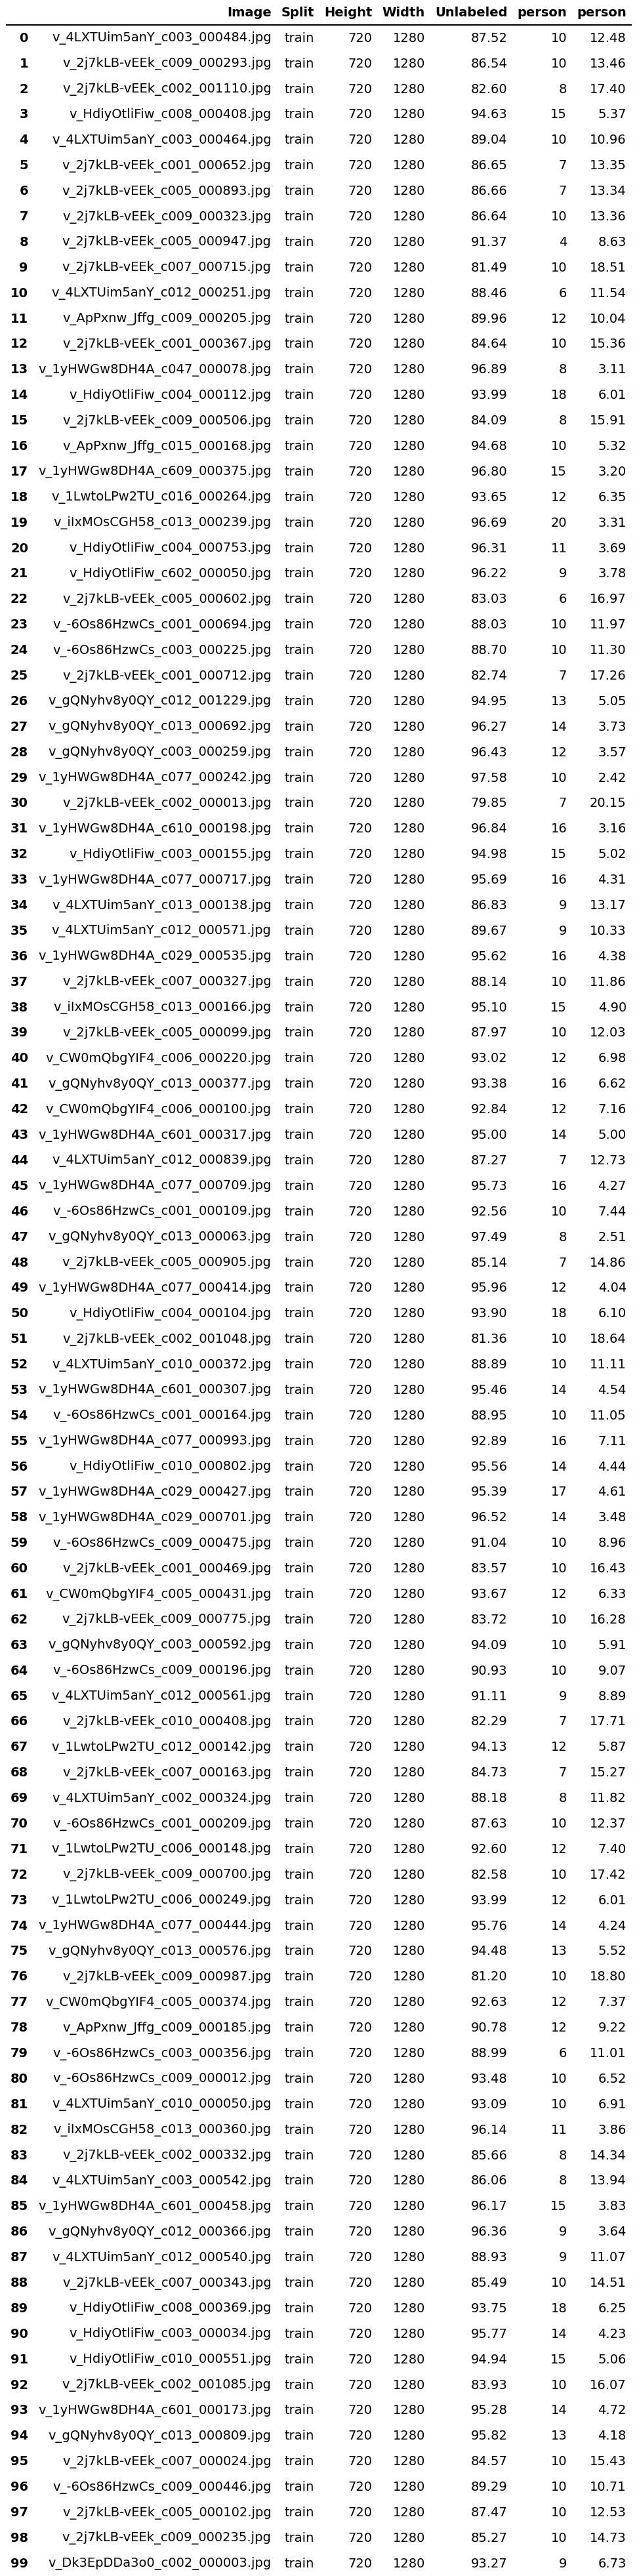 Image Split Height Width Unlabeled person person
0 v_4LXTUim5anY_c003_000484.jpg train 720 1280 87.52 10 12.48
1 v_2j7kLB-vEEk_c009_000293.jpg train 720 1280 86.54 10 13.46
2 v_2j7kLB-vEEk_c002_001110.jpg train 720 1280 82.60 8 17.40
3 v_HdiyOtliFiw_c008_000408.jpg train 720 1280 94.63 15 5.37
4 v_4LXTUim5anY_c003_000464.jpg train 720 1280 89.04 10 10.96
5 v_2j7kLB-vEEk_c001_000652.jpg train 720 1280 86.65 7 13.35
6 v_2j7kLB-vEEk_c005_000893.jpg train 720 1280 86.66 7 13.34
7 v_2j7kLB-vEEk_c009_000323.jpg train 720 1280 86.64 10 13.36
8 v_2j7kLB-vEEk_c005_000947.jpg train 720 1280 91.37 4 8.63
9 v_2j7kLB-vEEk_c007_000715.jpg train 720 1280 81.49 10 18.51
10 v_4LXTUim5anY_c012_000251.jpg train 720 1280 88.46 6 11.54
11 v_ApPxnw_Jffg_c009_000205.jpg train 720 1280 89.96 12 10.04
12 v_2j7kLB-vEEk_c001_000367.jpg train 720 1280 84.64 10 15.36
13 v_1yHWGw8DH4A_c047_000078.jpg train 720 1280 96.89 8 3.11
14 v_HdiyOtliFiw_c004_000112.jpg train 720 1280 93.99 18 6.01
15 v_2j7kLB-vEEk_c009_000506.jpg train 720 1280 84.09 8 15.91
16 v_ApPxnw_Jffg_c015_000168.jpg train 720 1280 94.68 10 5.32
17 v_1yHWGw8DH4A_c609_000375.jpg train 720 1280 96.80 15 3.20
18 v_1LwtoLPw2TU_c016_000264.jpg train 720 1280 93.65 12 6.35
19 v_iIxMOsCGH58_c013_000239.jpg train 720 1280 96.69 20 3.31
20 v_HdiyOtliFiw_c004_000753.jpg train 720 1280 96.31 11 3.69
21 v_HdiyOtliFiw_c602_000050.jpg train 720 1280 96.22 9 3.78
22 v_2j7kLB-vEEk_c005_000602.jpg train 720 1280 83.03 6 16.97
23 v_-6Os86HzwCs_c001_000694.jpg train 720 1280 88.03 10 11.97
24 v_-6Os86HzwCs_c003_000225.jpg train 720 1280 88.70 10 11.30
25 v_2j7kLB-vEEk_c001_000712.jpg train 720 1280 82.74 7 17.26
26 v_gQNyhv8y0QY_c012_001229.jpg train 720 1280 94.95 13 5.05
27 v_gQNyhv8y0QY_c013_000692.jpg train 720 1280 96.27 14 3.73
28 v_gQNyhv8y0QY_c003_000259.jpg train 720 1280 96.43 12 3.57
29 v_1yHWGw8DH4A_c077_000242.jpg train 720 1280 97.58 10 2.42
30 v_2j7kLB-vEEk_c002_000013.jpg train 720 1280 79.85 7 20.15
31 v_1yHWGw8DH4A_c610_000198.jpg train 720 1280 96.84 16 3.16
32 v_HdiyOtliFiw_c003_000155.jpg train 720 1280 94.98 15 5.02
33 v_1yHWGw8DH4A_c077_000717.jpg train 720 1280 95.69 16 4.31
34 v_4LXTUim5anY_c013_000138.jpg train 720 1280 86.83 9 13.17
35 v_4LXTUim5anY_c012_000571.jpg train 720 1280 89.67 9 10.33
36 v_1yHWGw8DH4A_c029_000535.jpg train 720 1280 95.62 16 4.38
37 v_2j7kLB-vEEk_c007_000327.jpg train 720 1280 88.14 10 11.86
38 v_iIxMOsCGH58_c013_000166.jpg train 720 1280 95.10 15 4.90
39 v_2j7kLB-vEEk_c005_000099.jpg train 720 1280 87.97 10 12.03
40 v_CW0mQbgYIF4_c006_000220.jpg train 720 1280 93.02 12 6.98
41 v_gQNyhv8y0QY_c013_000377.jpg train 720 1280 93.38 16 6.62
42 v_CW0mQbgYIF4_c006_000100.jpg train 720 1280 92.84 12 7.16
43 v_1yHWGw8DH4A_c601_000317.jpg train 720 1280 95.00 14 5.00
44 v_4LXTUim5anY_c012_000839.jpg train 720 1280 87.27 7 12.73
45 v_1yHWGw8DH4A_c077_000709.jpg train 720 1280 95.73 16 4.27
46 v_-6Os86HzwCs_c001_000109.jpg train 720 1280 92.56 10 7.44
47 v_gQNyhv8y0QY_c013_000063.jpg train 720 1280 97.49 8 2.51
48 v_2j7kLB-vEEk_c005_000905.jpg train 720 1280 85.14 7 14.86
49 v_1yHWGw8DH4A_c077_000414.jpg train 720 1280 95.96 12 4.04
50 v_HdiyOtliFiw_c004_000104.jpg train 720 1280 93.90 18 6.10
51 v_2j7kLB-vEEk_c002_001048.jpg train 720 1280 81.36 10 18.64
52 v_4LXTUim5anY_c010_000372.jpg train 720 1280 88.89 10 11.11
53 v_1yHWGw8DH4A_c601_000307.jpg train 720 1280 95.46 14 4.54
54 v_-6Os86HzwCs_c001_000164.jpg train 720 1280 88.95 10 11.05
55 v_1yHWGw8DH4A_c077_000993.jpg train 720 1280 92.89 16 7.11
56 v_HdiyOtliFiw_c010_000802.jpg train 720 1280 95.56 14 4.44
57 v_1yHWGw8DH4A_c029_000427.jpg train 720 1280 95.39 17 4.61
58 v_1yHWGw8DH4A_c029_000701.jpg train 720 1280 96.52 14 3.48
59 v_-6Os86HzwCs_c009_000475.jpg train 720 1280 91.04 10 8.96
60 v_2j7kLB-vEEk_c001_000469.jpg train 720 1280 83.57 10 16.43
61 v_CW0mQbgYIF4_c005_000431.jpg train 720 1280 93.67 12 6.33
62 v_2j7kLB-vEEk_c009_000775.jpg train 720 1280 83.72 10 16.28
63 v_gQNyhv8y0QY_c003_000592.jpg train 720 1280 94.09 10 5.91
64 v_-6Os86HzwCs_c009_000196.jpg train 720 1280 90.93 10 9.07
65 v_4LXTUim5anY_c012_000561.jpg train 720 1280 91.11 9 8.89
66 v_2j7kLB-vEEk_c010_000408.jpg train 720 1280 82.29 7 17.71
67 v_1LwtoLPw2TU_c012_000142.jpg train 720 1280 94.13 12 5.87
68 v_2j7kLB-vEEk_c007_000163.jpg train 720 1280 84.73 7 15.27
69 v_4LXTUim5anY_c002_000324.jpg train 720 1280 88.18 8 11.82
70 v_-6Os86HzwCs_c001_000209.jpg train 720 1280 87.63 10 12.37
71 v_1LwtoLPw2TU_c006_000148.jpg train 720 1280 92.60 12 7.40
72 v_2j7kLB-vEEk_c009_000700.jpg train 720 1280 82.58 10 17.42
73 v_1LwtoLPw2TU_c006_000249.jpg train 720 1280 93.99 12 6.01
74 v_1yHWGw8DH4A_c077_000444.jpg train 720 1280 95.76 14 4.24
75 v_gQNyhv8y0QY_c013_000576.jpg train 720 1280 94.48 13 5.52
76 v_2j7kLB-vEEk_c009_000987.jpg train 720 1280 81.20 10 18.80
77 v_CW0mQbgYIF4_c005_000374.jpg train 720 1280 92.63 12 7.37
78 v_ApPxnw_Jffg_c009_000185.jpg train 720 1280 90.78 12 9.22
79 v_-6Os86HzwCs_c003_000356.jpg train 720 1280 88.99 6 11.01
80 v_-6Os86HzwCs_c009_000012.jpg train 720 1280 93.48 10 6.52
81 v_4LXTUim5anY_c010_000050.jpg train 720 1280 93.09 10 6.91
82 v_iIxMOsCGH58_c013_000360.jpg train 720 1280 96.14 11 3.86
83 v_2j7kLB-vEEk_c002_000332.jpg train 720 1280 85.66 8 14.34
84 v_4LXTUim5anY_c003_000542.jpg train 720 1280 86.06 8 13.94
85 v_1yHWGw8DH4A_c601_000458.jpg train 720 1280 96.17 15 3.83
86 v_gQNyhv8y0QY_c012_000366.jpg train 720 1280 96.36 9 3.64
87 v_4LXTUim5anY_c012_000540.jpg train 720 1280 88.93 9 11.07
88 v_2j7kLB-vEEk_c007_000343.jpg train 720 1280 85.49 10 14.51
89 v_HdiyOtliFiw_c008_000369.jpg train 720 1280 93.75 18 6.25
90 v_HdiyOtliFiw_c003_000034.jpg train 720 1280 95.77 14 4.23
91 v_HdiyOtliFiw_c010_000551.jpg train 720 1280 94.94 15 5.06
92 v_2j7kLB-vEEk_c002_001085.jpg train 720 1280 83.93 10 16.07
93 v_1yHWGw8DH4A_c601_000173.jpg train 720 1280 95.28 14 4.72
94 v_gQNyhv8y0QY_c013_000809.jpg train 720 1280 95.82 13 4.18
95 v_2j7kLB-vEEk_c007_000024.jpg train 720 1280 84.57 10 15.43
96 v_-6Os86HzwCs_c009_000446.jpg train 720 1280 89.29 10 10.71
97 v_2j7kLB-vEEk_c005_000102.jpg train 720 1280 87.47 10 12.53
98 v_2j7kLB-vEEk_c009_000235.jpg train 720 1280 85.27 10 14.73
99 v_Dk3EpDDa3o0_c002_000003.jpg train 720 1280 93.27 9 6.73